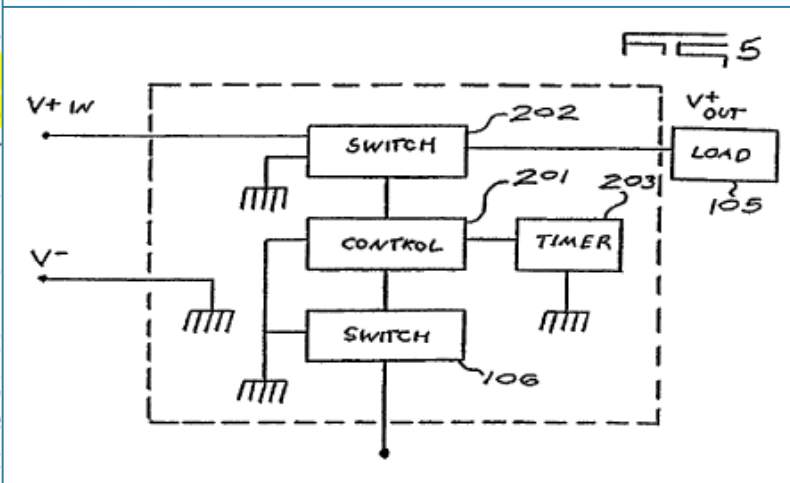 FIG 5
V+ IN
V+ OUT
202
SWITCH
LOAD
105
201
203
CONTROL
TIMER
V-
SWITCH
106